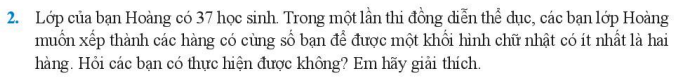 2. Lớp của bạn Hoàng có 37 học sinh. Trong một lần thi đồng diễn thể dục, các bạn lớp Hoàng
muốn xếp thành các hàng có cùng số bạn để được một khối hình chữ nhật có ít nhất là hai
hàng. Hỏi các bạn có thực hiện được không? Em hãy giải thích.